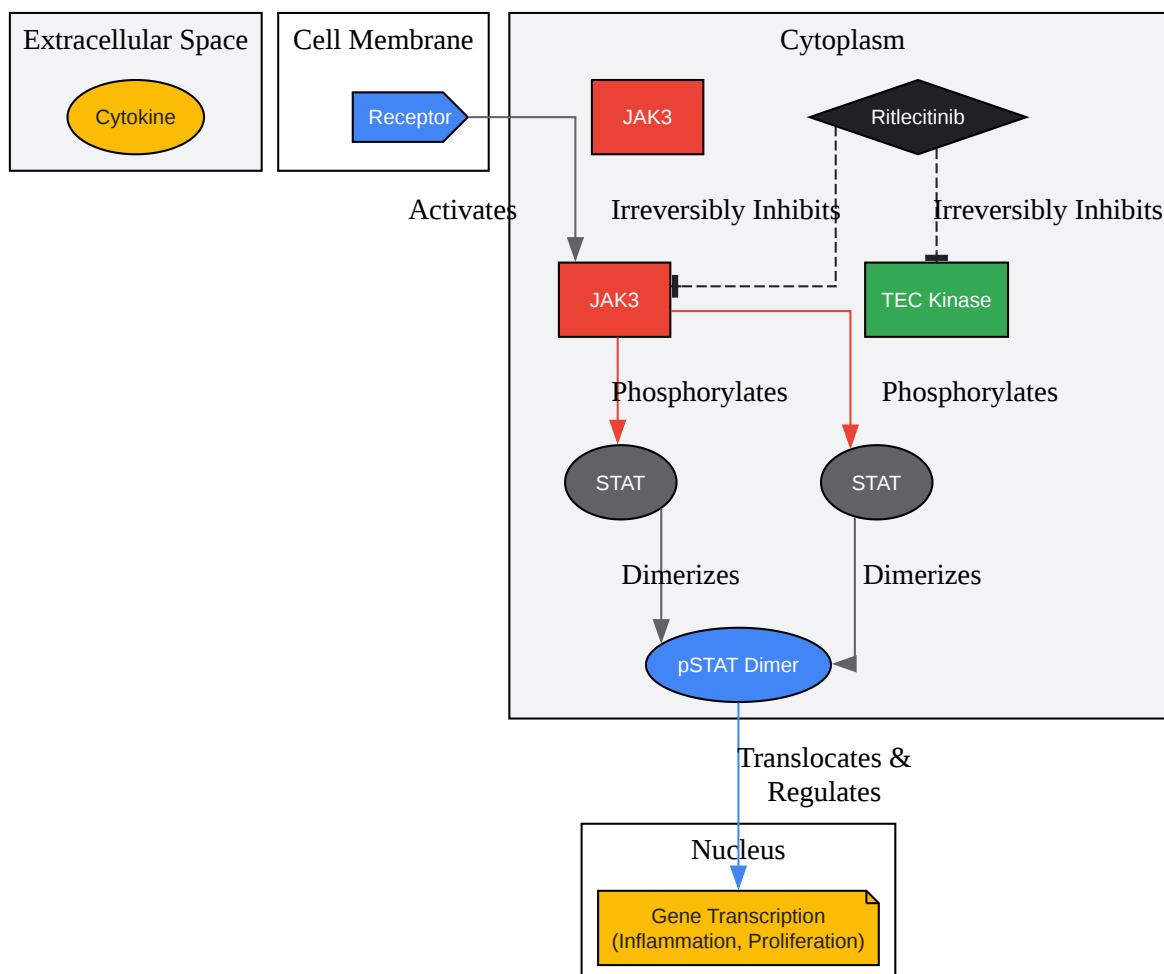 Extracellular Space
Cell Membrane
Cytoplasm
Cytokine
Receptor
JAK3
Ritlecitinib
Activates
Irreversibly Inhibits
Irreversibly Inhibits
JAK3
TEC Kinase
Phosphorylates
Phosphorylates
STAT
STAT
Dimerizes
Dimerizes
pSTAT Dimer
Translocates &
Regulates
Nucleus
Gene Transcription
(Inflammation, Proliferation)